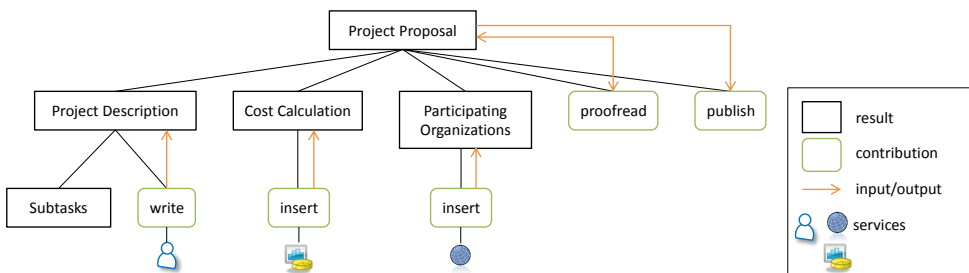 Project Proposal
Project Description
Cost Calculation
Participating
Organizations
proofread
publish
Subtasks
write
insert
insert
result
contribution
input/output
services